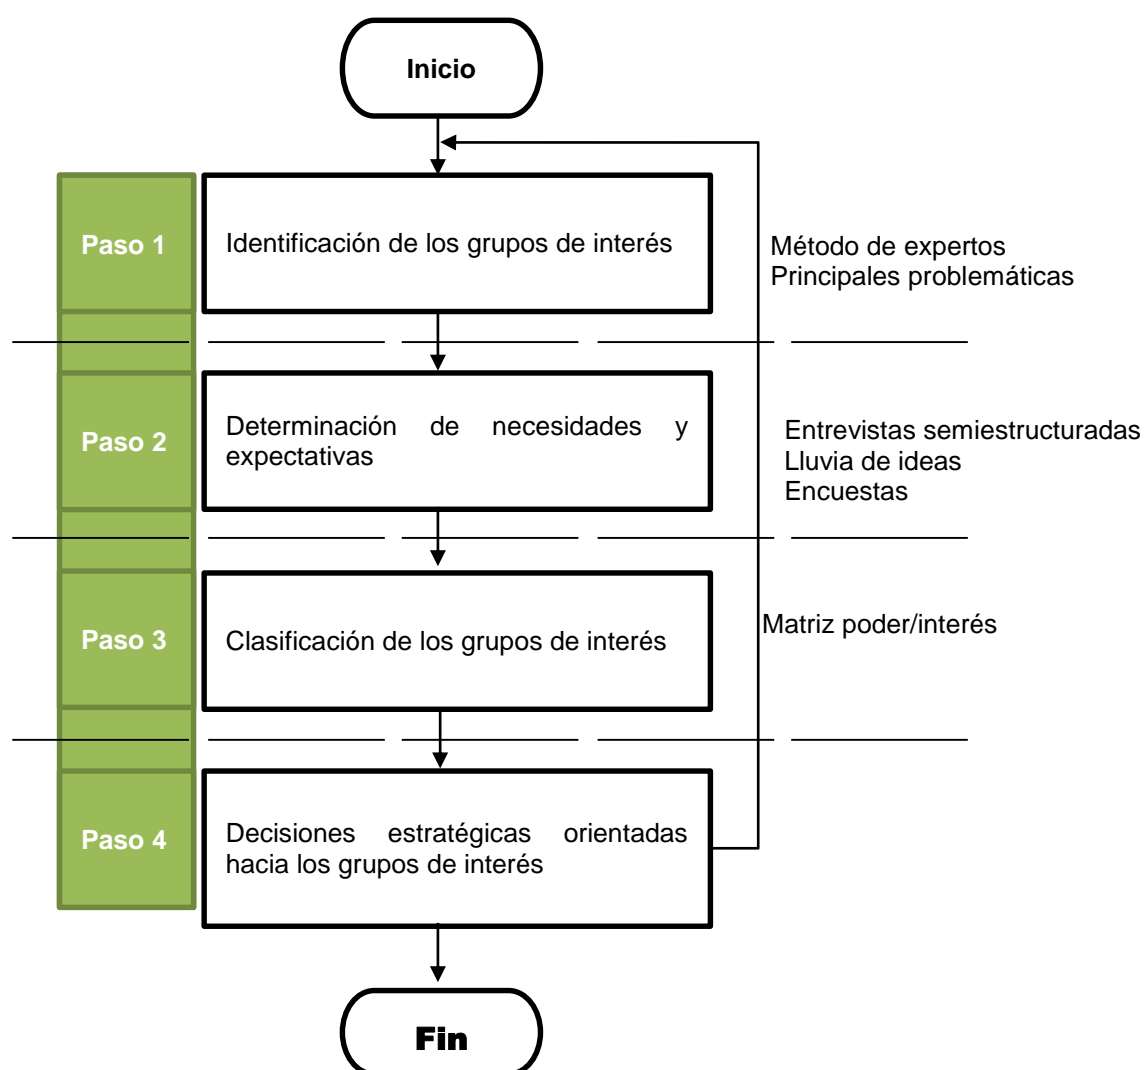 Inicio
Paso 1
Identificación de los grupos de interés
Método de expertos
Principales problemáticas
Paso 2
Determinación de necesidades y
expectativas
Entrevistas semiestructuradas
Lluvia de ideas
Encuestas
Paso 3
Clasificación de los grupos de interés
Matriz poder/interés
Paso 4
Decisiones estratégicas orientadas
hacia los grupos de interés
Fin